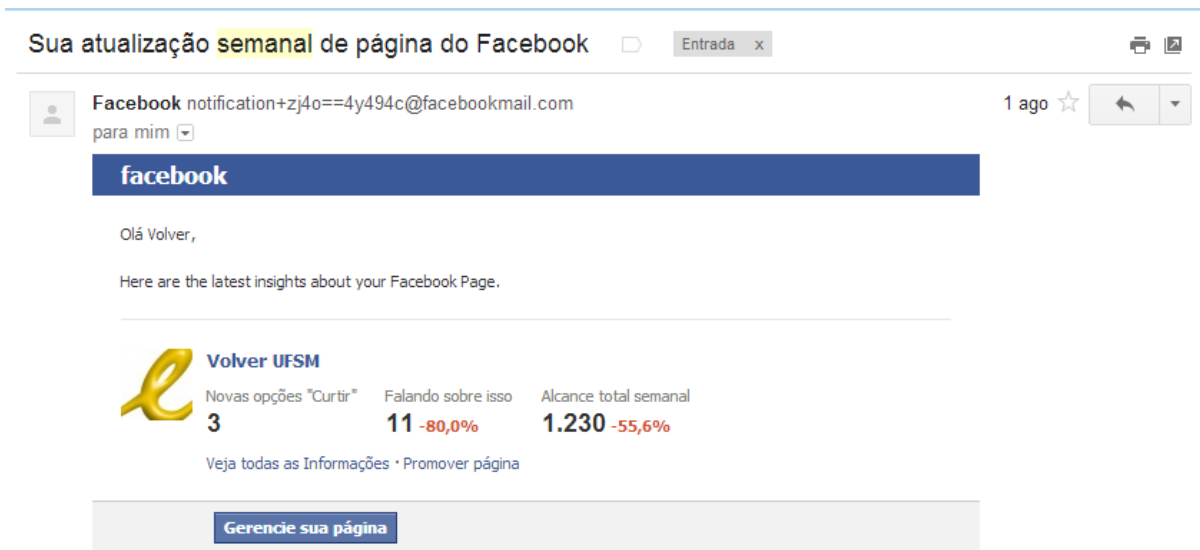 Sua atualização semanal de página do Facebook Entrada x
Facebook notification+zj4o==4y494c@facebookmail.com 1 ago
para mim
facebook
Olá Volver,
Here are the latest insights about your Facebook Page.
Volver UFSM
Novas opções "Curtir" Falando sobre isso Alcance total semanal
3 11 -80,0% 1.230 -55,6%
Veja todas as Informações · Promover página
Gerencie sua página